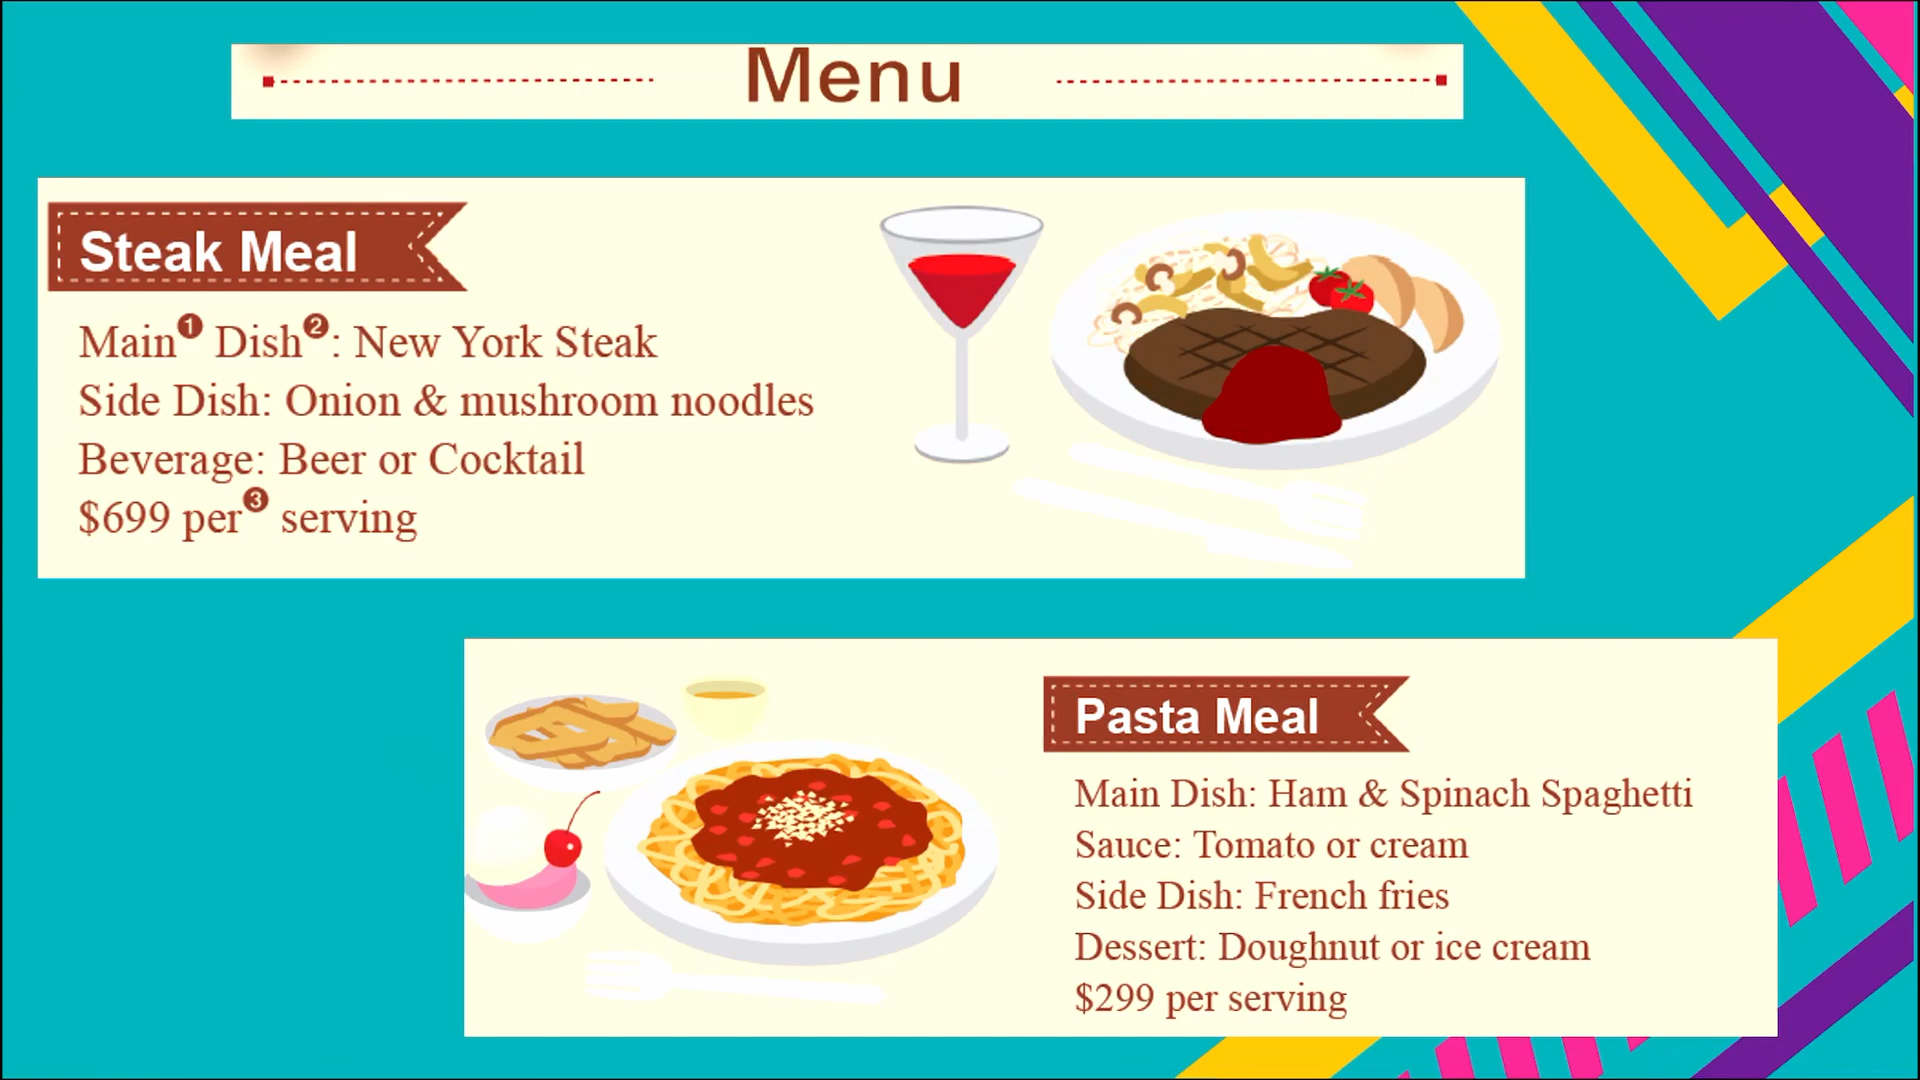 Menu
Steak Meal
Main❶ Dish❷: New York Steak
Side Dish: Onion & mushroom noodles
Beverage: Beer or Cocktail
$699 per❸ serving
Pasta Meal
Main Dish: Ham & Spinach Spaghetti
Sauce: Tomato or cream
Side Dish: French fries
Dessert: Doughnut or ice cream
$299 per serving